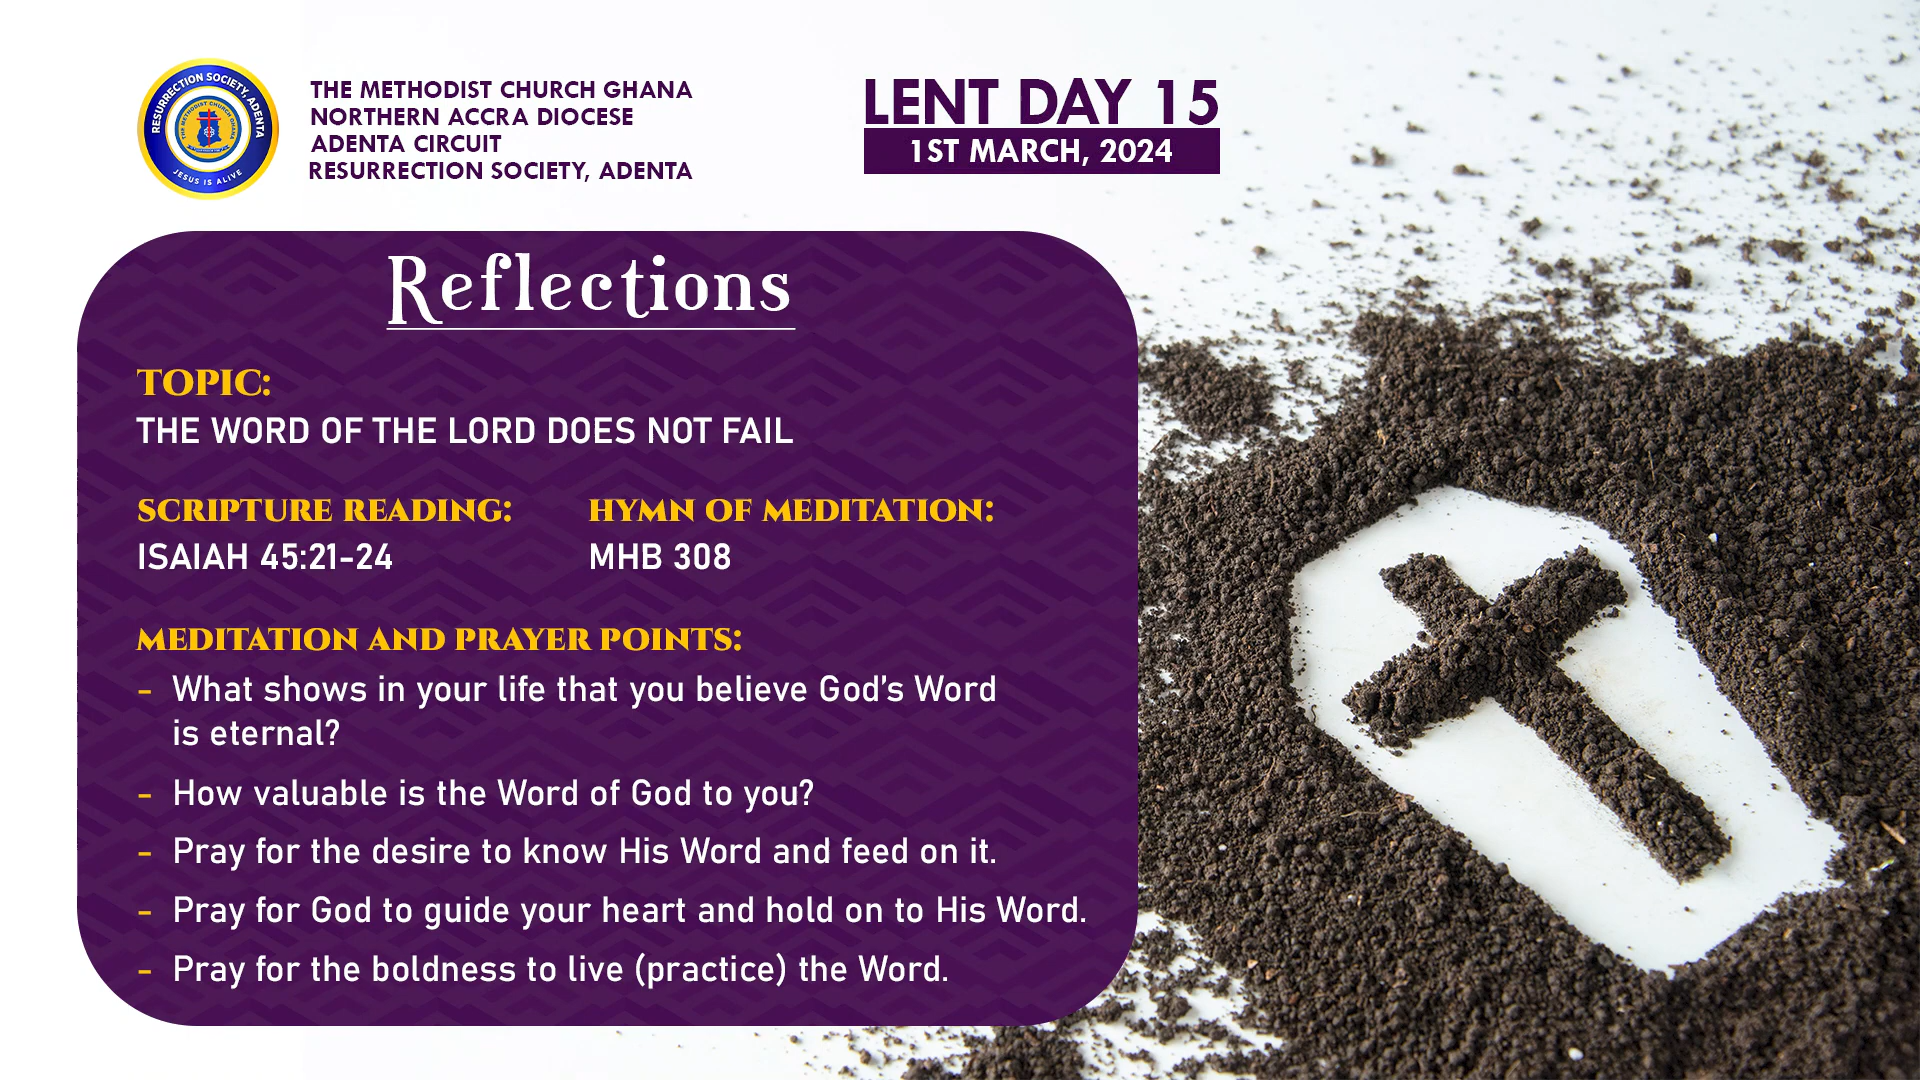 RESURRECTION SOCIETY, ADENTA
THE METHODIST CHURCH GHANA
JESUS IS ALIVE
THE METHODIST CHURCH GHANA
NORTHERN ACCRA DIOCESE
ADENTA CIRCUIT
RESURRECTION SOCIETY, ADENTA
LENT DAY 15
1ST MARCH, 2024
Reflections
TOPIC:
THE WORD OF THE LORD DOES NOT FAIL
SCRIPTURE READING:
ISAIAH 45:21-24
HYMN OF MEDITATION:
MHB 308
MEDITATION AND PRAYER POINTS:
- What shows in your life that you believe God's Word
is eternal?
- How valuable is the Word of God to you?
- Pray for the desire to know His Word and feed on it.
- Pray for God to guide your heart and hold on to His Word.
- Pray for the boldness to live (practice) the Word.